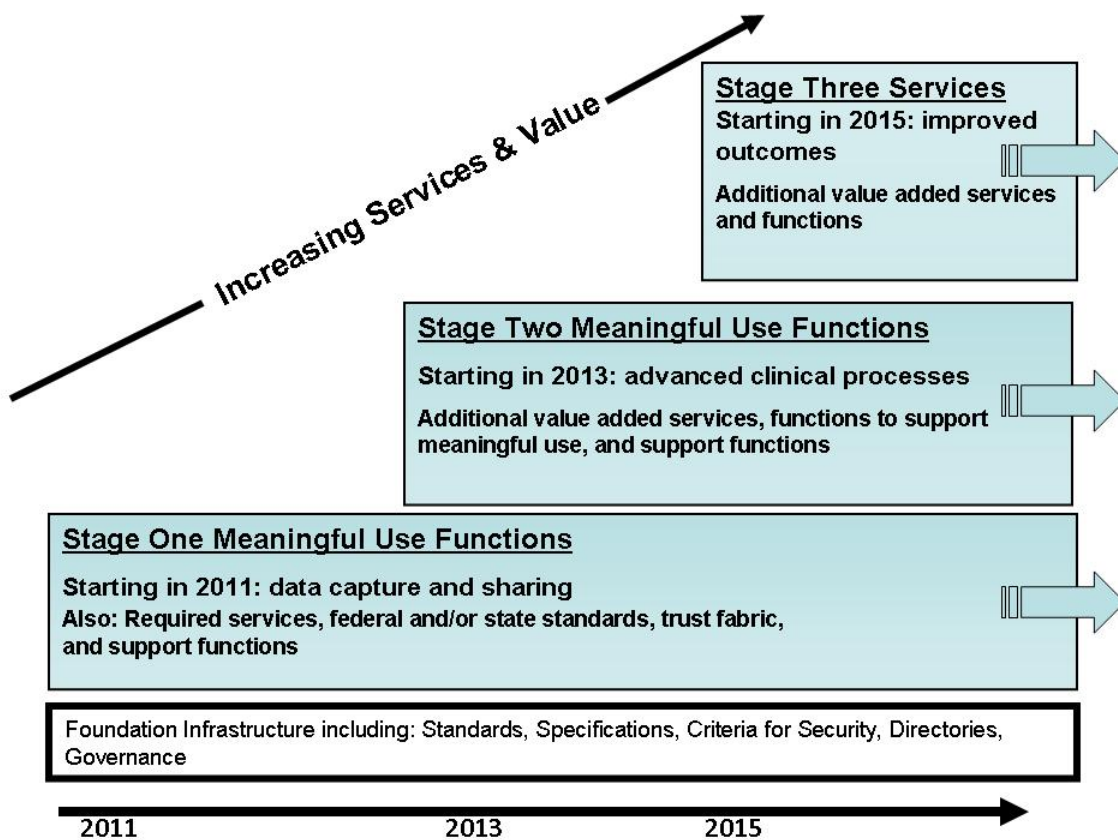 Increasing Services & Value
Stage Three Services
Starting in 2015: improved
outcomes
Additional value added services
and functions
Stage Two Meaningful Use Functions
Starting in 2013: advanced clinical processes
Additional value added services, functions to support
meaningful use, and support functions
Stage One Meaningful Use Functions
Starting in 2011: data capture and sharing
Also: Required services, federal and/or state standards, trust fabric,
and support functions
Foundation Infrastructure including: Standards, Specifications, Criteria for Security, Directories,
Governance
2011 2013 2015